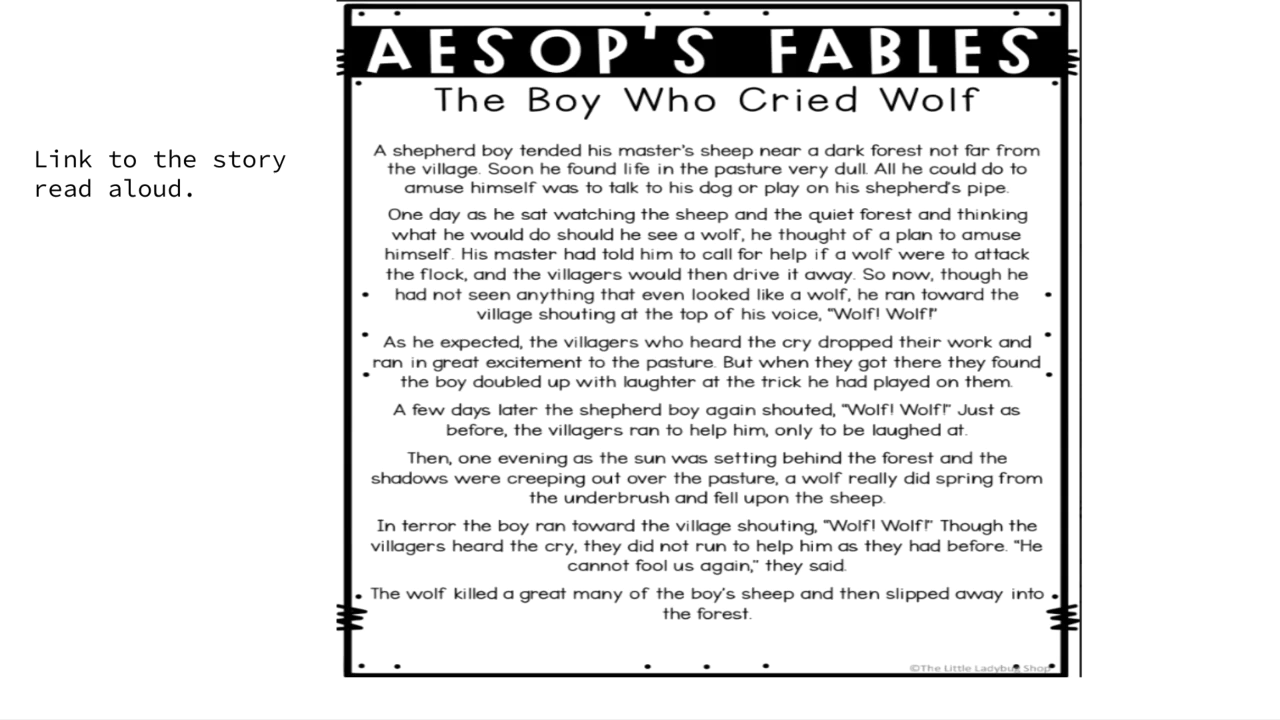 Link to the story
read aloud.
AESOP'S FABLES
The Boy Who Cried Wolf
A shepherd boy tended his master's sheep near a dark forest not far from
the village. Soon he found life in the pasture very dull. All he could do to
amuse himself was to talk to his dog or play on his shepherd's pipe.
One day as he sat watching the sheep and the quiet forest and thinking
what he would do should he see a wolf, he thought of a plan to amuse
himself. His master had told him to call for help if a wolf were to attack
the flock, and the villagers would then drive it away. So now, though he
had not seen anything that even looked like a wolf, he ran toward the
village shouting at the top of his voice, "Wolf! Wolf!"
As he expected, the villagers who heard the cry dropped their work and
ran in great excitement to the pasture. But when they got there they found
the boy doubled up with laughter at the trick he had played on them.
A few days later the shepherd boy again shouted, "Wolf! Wolf!" Just as
before, the villagers ran to help him, only to be laughed at.
Then, one evening as the sun was setting behind the forest and the
shadows were creeping out over the pasture, a wolf really did spring from
the underbrush and fell upon the sheep.
In terror the boy ran toward the village shouting, "Wolf! Wolf!" Though the
villagers heard the cry, they did not run to help him as they had before. "He
cannot fool us again," they said.
The wolf killed a great many of the boy's sheep and then slipped away into
the forest.
©The Little Ladybug Shop